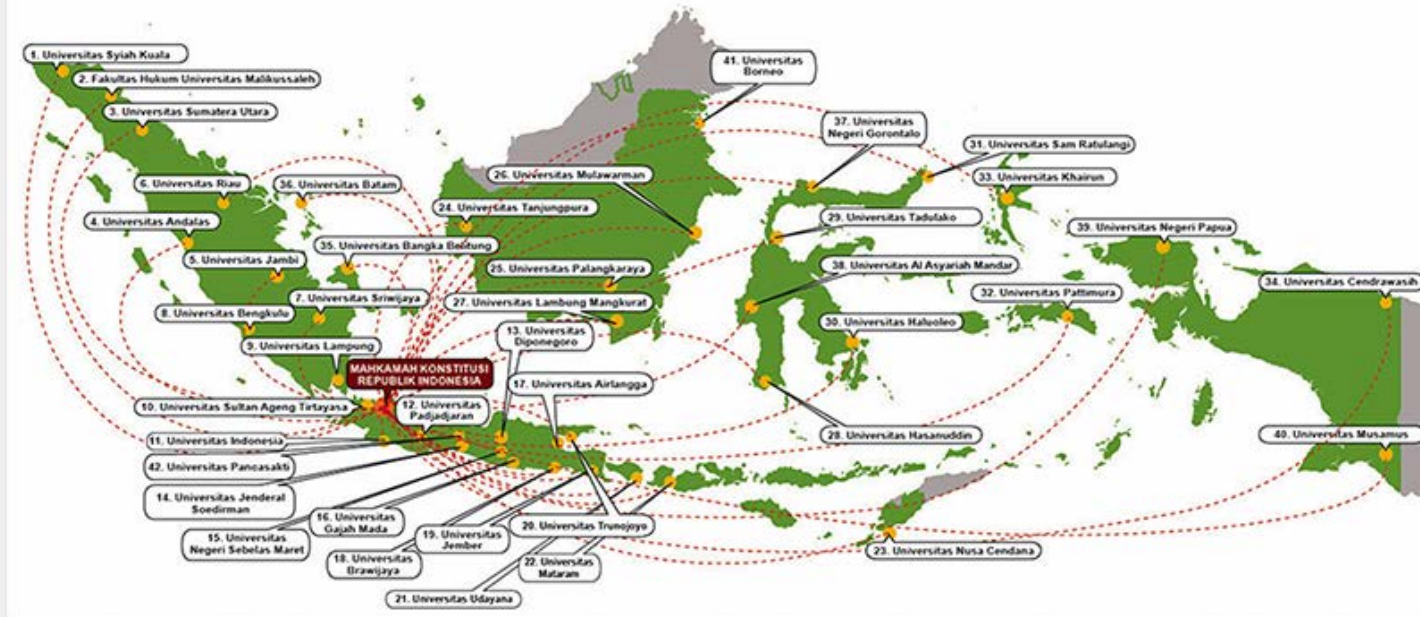 1. Universitas Syiah Kuala
2. Fakultas Hukum Universitas Malikussaleh
3. Universitas Sumatera Utara
41. Universitas
Borneo
37. Universitas
Negeri Gorontalo
31. Universitas Sam Ratulangi
26. Universitas Mulawarman
33. Universitas Khairun
6. Universitas Riau
36. Universitas Batam
24. Universitas Tanjungpura
4. Universitas Andalas
29. Universitas Tadulako
39. Universitas Negeri Papua
35. Universitas Bangka Belitung
5. Universitas Jambi
25. Universitas Palangkaraya
38. Universitas Al Asyariah Mandar
34. Universitas Cendrawasih
7. Universitas Sriwijaya
27. Universitas Lambung Mangkurat
32. Universitas Pattimura
8. Universitas Bengkulu
30. Universitas Haluoleo
13. Universitas
Diponegoro
9. Universitas Lampung
MAHKAMAH KONSTITUSI
REPUBLIK INDONESIA
17. Universitas Airlangga
10. Universitas Sultan Ageng Tirtayasa
12. Universitas
Padjadjaran
28. Universitas Hasanuddin
40. Universitas Musamus
11. Universitas Indonesia
42. Universitas Pancasakti
14. Universitas Jenderal
Soedirman
16. Universitas
Gajah Mada
20. Universitas Trunojoyo
15. Universitas
Negeri Sebelas Maret
19. Universitas
Jember
23. Universitas Nusa Cendana
18. Universitas
Brawijaya
22. Universitas
Mataram
21. Universitas Udayana